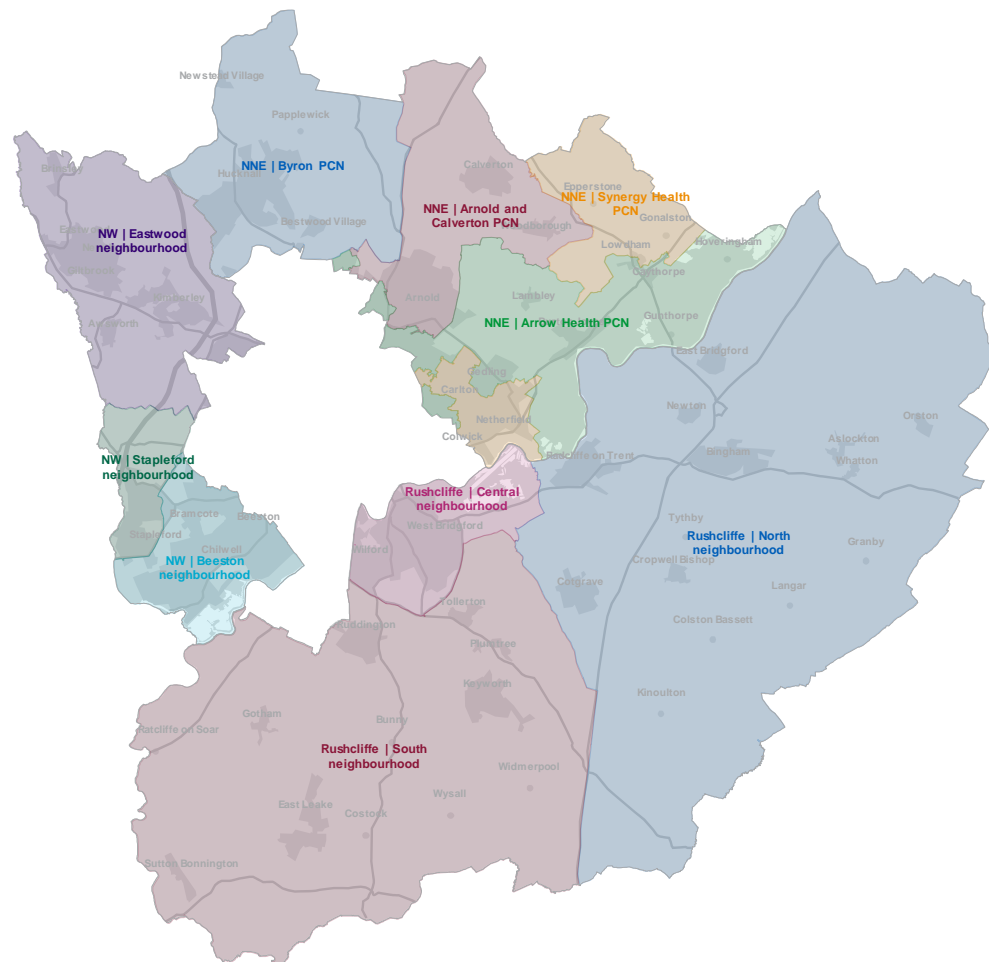 Newstead Village
Papplewick
NNE | Byron PCN
Hucknall
Bestwood Village
Calverton
NNE | Arnold and
Calverton PCN
Epperstone
NNE | Synergy Health
PCN
Gonalston
Lowdham
Hoveringham
Caythorpe
NW | Eastwood
neighbourhood
Kimberley
Awsworth
Arnold
Lambley
NNE | Arrow Health PCN
Gunthorpe
East Bridgford
Gedling
Carlton
Netherfield
Colwick
Newton
Orston
Aslockton
Whatton
Bingham
Radcliffe on Trent
NW | Stapleford
neighbourhood
Rushcliffe | Central
neighbourhood
West Bridgford
Wilford
Bramcote
Beeston
Stapleford
Chilwell
NW | Beeston
neighbourhood
Tythby
Rushcliffe | North
neighbourhood
Granby
Cropwell Bishop
Langar
Cotgrave
Colston Bassett
Tollerton
Ruddington
Plumtree
Keyworth
Kinoulton
Gotham
Bunny
Ratcliffe on Soar
Rushcliffe | South
neighbourhood
Widmerpool
Wysall
East Leake
Costock
Sutton Bonnington